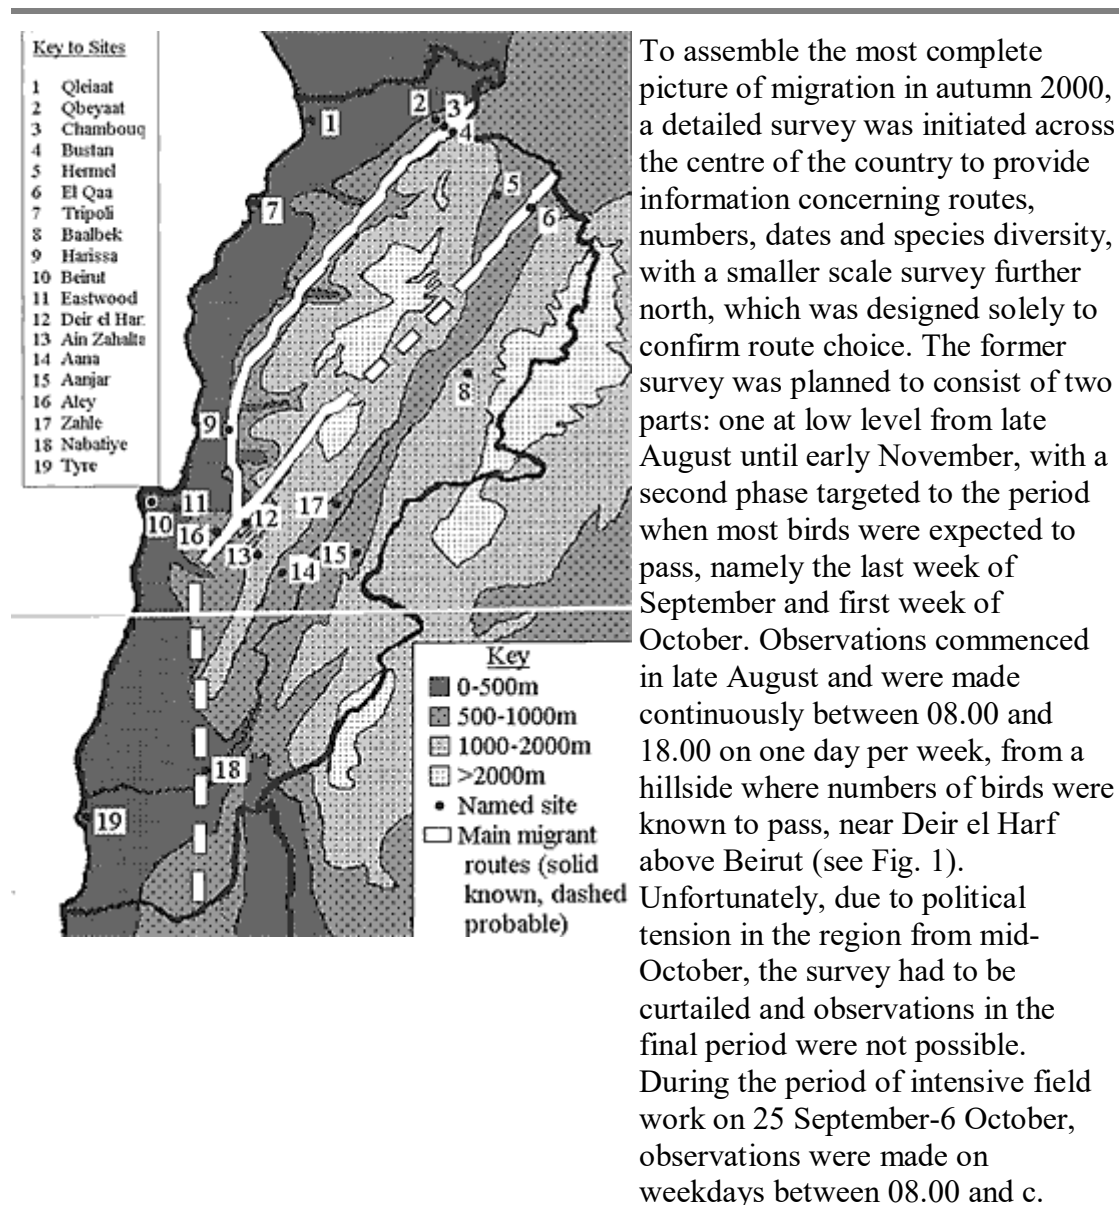 Key to Sites
1 Qleiaat
2 Qbeyaat
3 Chambouq
4 Bustan
5 Hermel
6 El Qaa
7 Tripoli
8 Baalbek
9 Harissa
10 Beirut
11 Eastwood
12 Deir el Har
13 Ain Zahalta
14 Aana
15 Aanjar
16 Aley
17 Zahle
18 Nabatiye
19 Tyre
1
2
3
4
5
6
7
8
9
10
11
12
13
14
15
16
17
18
19
Key
0-500m
500-1000m
1000-2000m
>2000m
Named site
Main migrant
routes (solid
known, dashed
probable)
To assemble the most complete
picture of migration in autumn 2000,
a detailed survey was initiated across
the centre of the country to provide
information concerning routes,
numbers, dates and species diversity,
with a smaller scale survey further
north, which was designed solely to
confirm route choice. The former
survey was planned to consist of two
parts: one at low level from late
August until early November, with a
second phase targeted to the period
when most birds were expected to
pass, namely the last week of
September and first week of
October. Observations commenced
in late August and were made
continuously between 08.00 and
18.00 on one day per week, from a
hillside where numbers of birds were
known to pass, near Deir el Harf
above Beirut (see Fig. 1).
Unfortunately, due to political
tension in the region from mid-
October, the survey had to be
curtailed and observations in the
final period were not possible.
During the period of intensive field
work on 25 September-6 October,
observations were made on
weekdays between 08.00 and c.